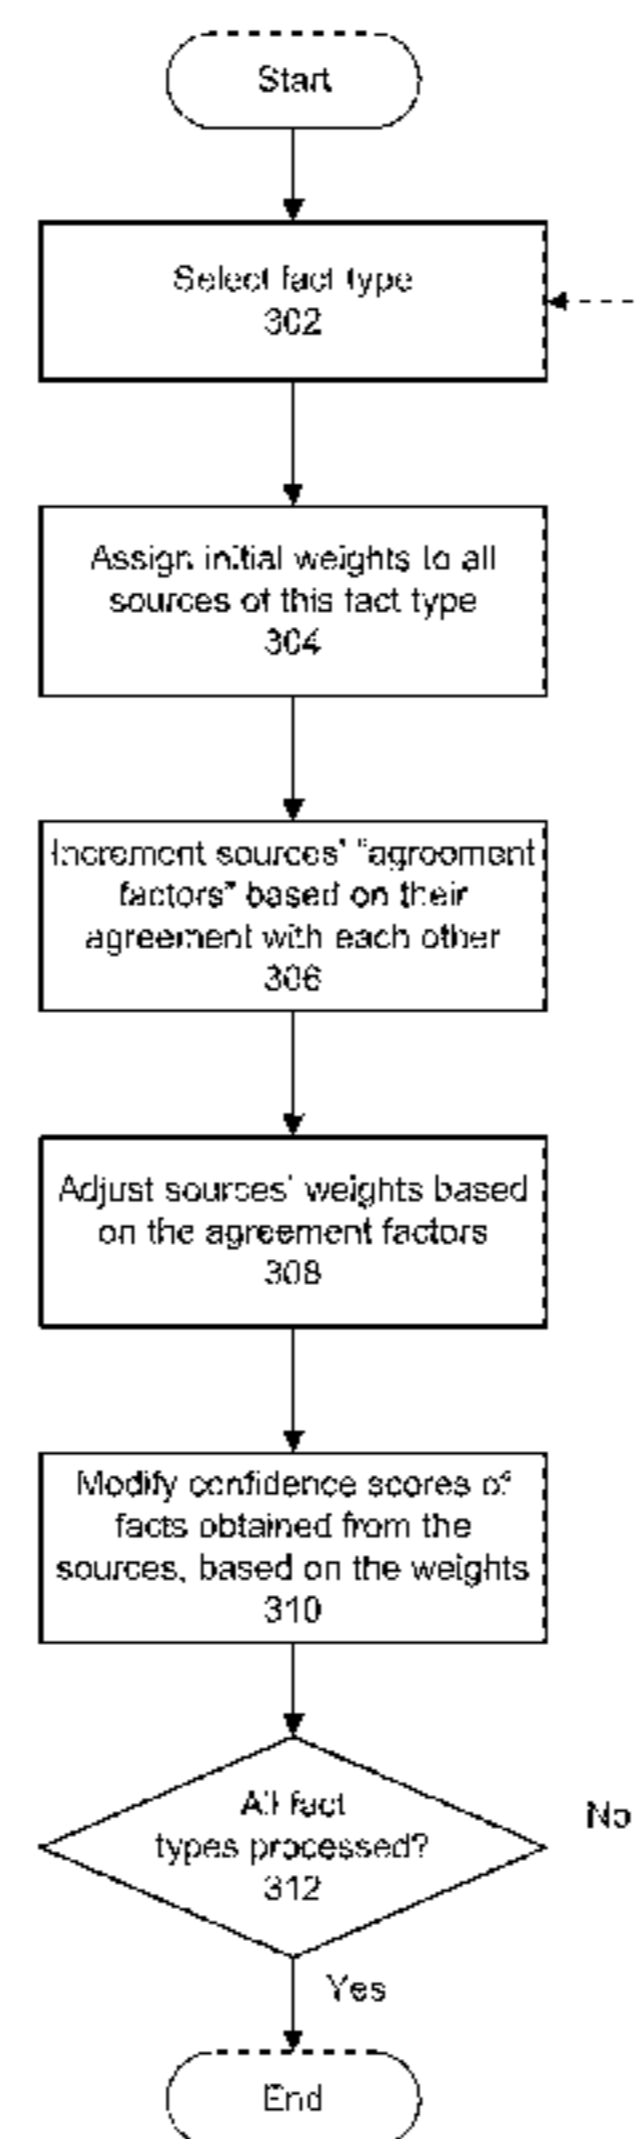 Start
Select fact type
302
Assign initial weights to all
sources of this fact type
304
Increment sources' "agreement
factors" based on their
agreement with each other
306
Adjust sources' weights based
on the agreement factors
308
Modify confidence scores of
facts obtained from the
sources, based on the weights
310
All fact
types processed?
312
No
Yes
End